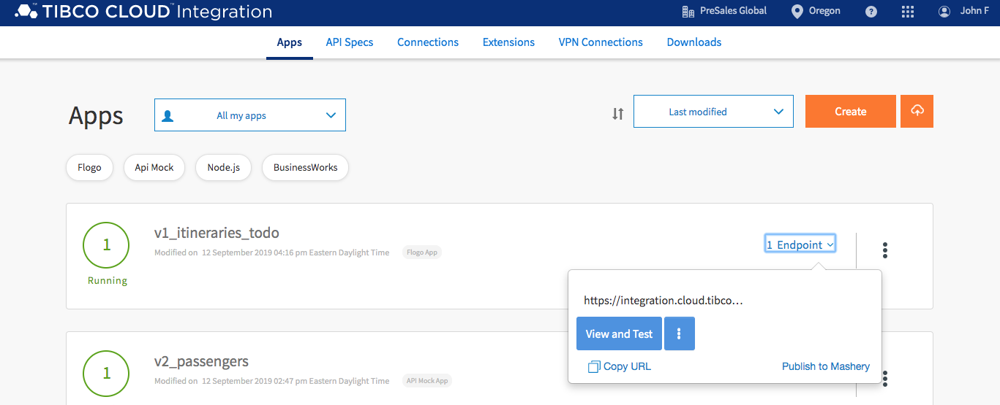 TIBCO CLOUD™ Integration PreSales Global Oregon ? John F
Apps API Specs Connections Extensions VPN Connections Downloads
Apps All my apps Last modified Create
Flogo Api Mock Node.js BusinessWorks
1 v1_itineraries_todo 1 Endpoint
Modified on 12 September 2019 04:16 pm Eastern Daylight Time Flogo App
Running
https://integration.cloud.tibco...
View and Test
1 v2_passengers
Copy URL Publish to Mashery
Modified on 12 September 2019 02:47 pm Eastern Daylight Time API Mock App